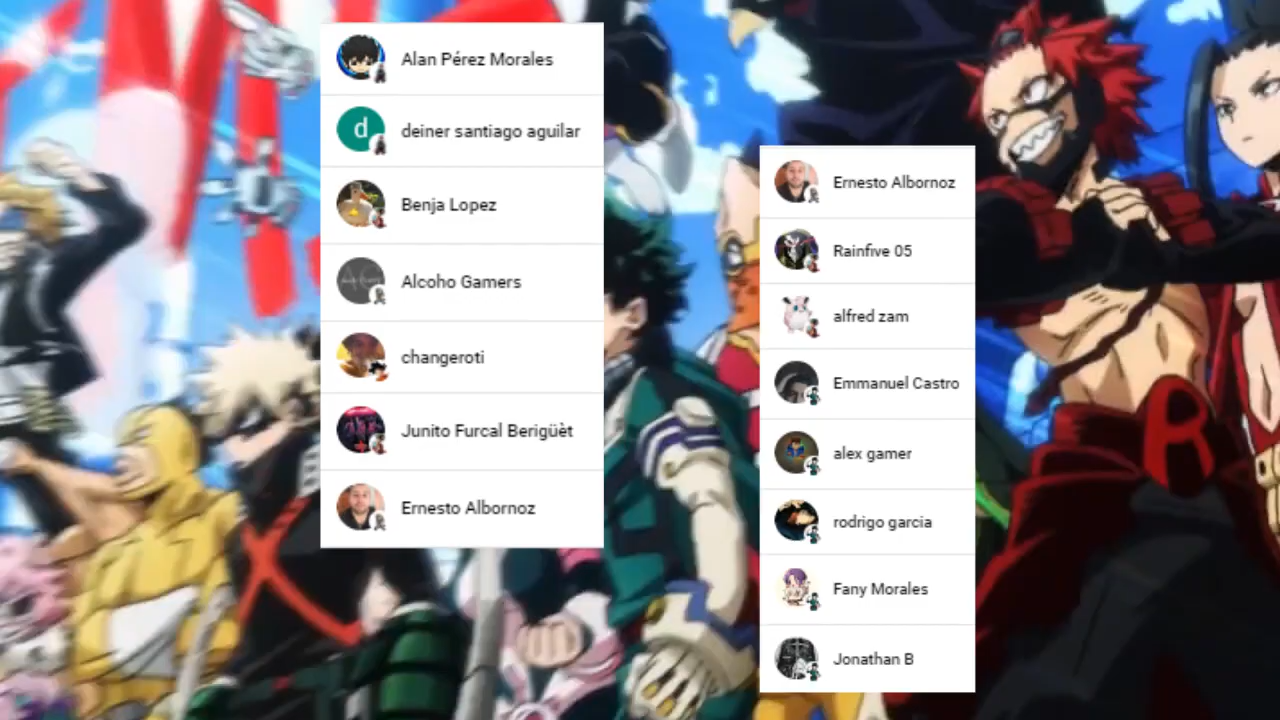 Alan Pérez Morales
d
deiner santiago aguilar
Benja Lopez
Alcoho Gamers
changeroti
Junito Furcal Berigüèt
Ernesto Albornoz
Ernesto Albornoz
Rainfive 05
alfred zam
Emmanuel Castro
alex gamer
rodrigo garcia
Fany Morales
Jonathan B
R